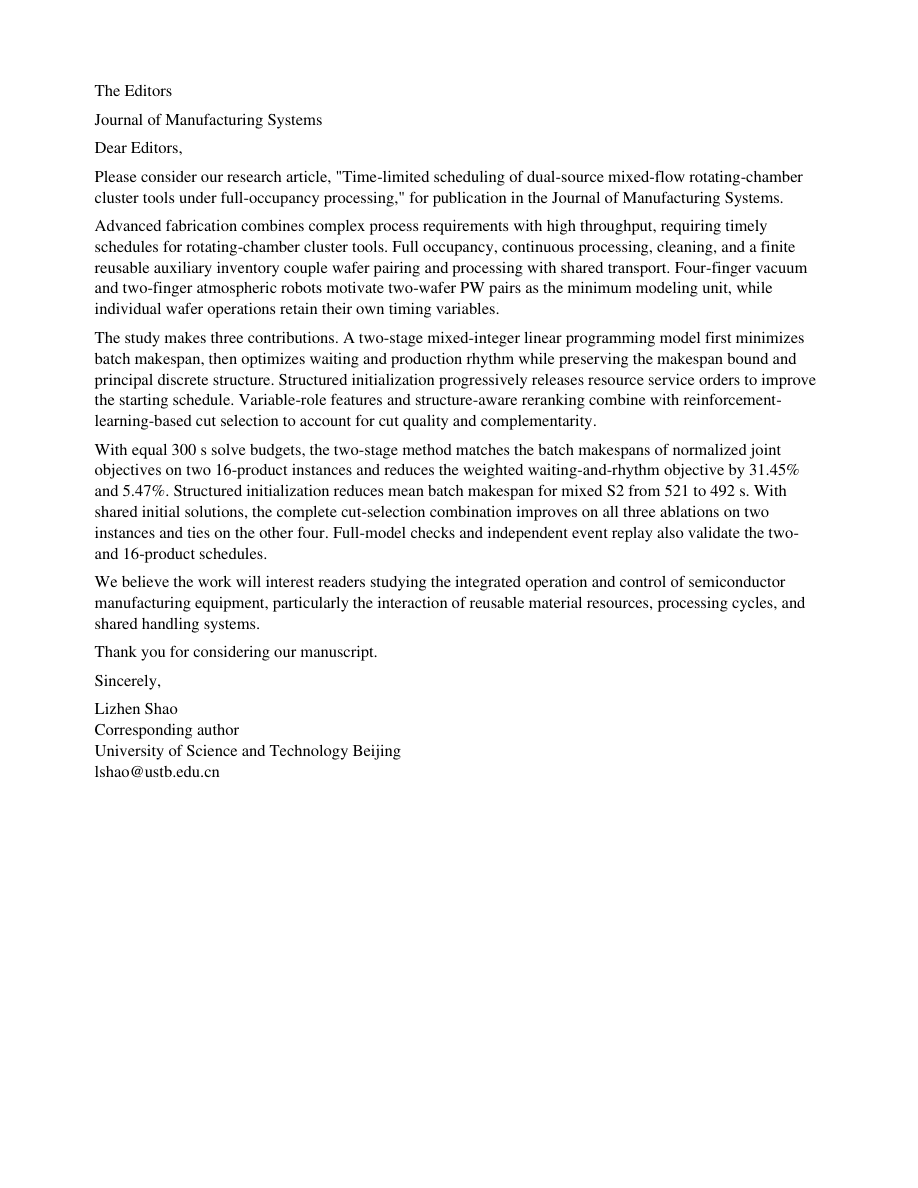 The Editors
Journal of Manufacturing Systems
Dear Editors,
Please consider our research article, "Time-limited scheduling of dual-source mixed-flow rotating-chamber
cluster tools under full-occupancy processing," for publication in the Journal of Manufacturing Systems.
Advanced fabrication combines complex process requirements with high throughput, requiring timely
schedules for rotating-chamber cluster tools. Full occupancy, continuous processing, cleaning, and a finite
reusable auxiliary inventory couple wafer pairing and processing with shared transport. Four-finger vacuum
and two-finger atmospheric robots motivate two-wafer PW pairs as the minimum modeling unit, while
individual wafer operations retain their own timing variables.
The study makes three contributions. A two-stage mixed-integer linear programming model first minimizes
batch makespan, then optimizes waiting and production rhythm while preserving the makespan bound and
principal discrete structure. Structured initialization progressively releases resource service orders to improve
the starting schedule. Variable-role features and structure-aware reranking combine with reinforcement-
learning-based cut selection to account for cut quality and complementarity.
With equal 300 s solve budgets, the two-stage method matches the batch makespans of normalized joint
objectives on two 16-product instances and reduces the weighted waiting-and-rhythm objective by 31.45%
and 5.47%. Structured initialization reduces mean batch makespan for mixed S2 from 521 to 492 s. With
shared initial solutions, the complete cut-selection combination improves on all three ablations on two
instances and ties on the other four. Full-model checks and independent event replay also validate the two-
and 16-product schedules.
We believe the work will interest readers studying the integrated operation and control of semiconductor
manufacturing equipment, particularly the interaction of reusable material resources, processing cycles, and
shared handling systems.
Thank you for considering our manuscript.
Sincerely,
Lizhen Shao
Corresponding author
University of Science and Technology Beijing
lshao@ustb.edu.cn